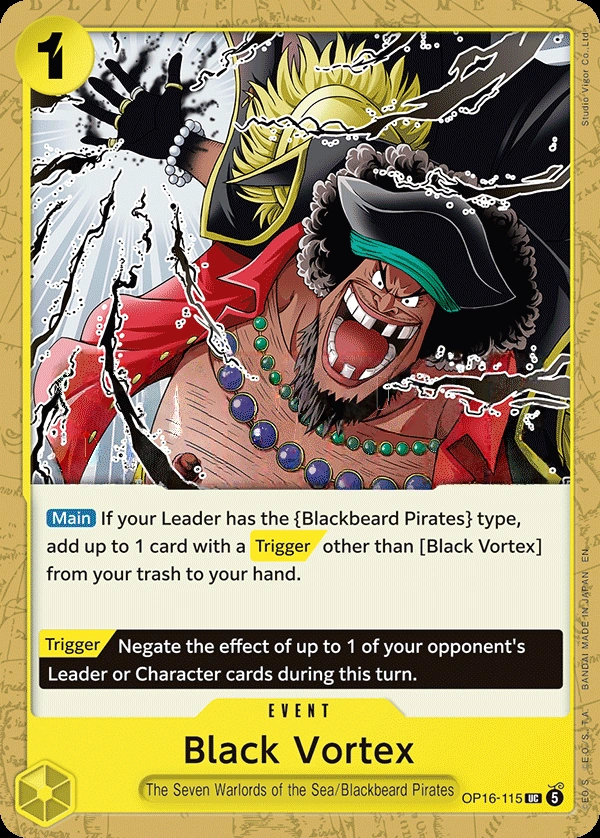 DLICHES EISMEER
1
Studio Vigor Co.,Ltd.
Main If your Leader has the {Blackbeard Pirates} type,
add up to 1 card with a Trigger other than [Black Vortex]
from your trash to your hand.
Trigger Negate the effect of up to 1 of your opponent's
Leader or Character cards during this turn.
EVENT
Black Vortex
The Seven Warlords of the Sea/Blackbeard Pirates
OP16-115 UC 5
©E.O./S., ©E.O./S.,T.A. BANDAI MADE IN JAPAN EN